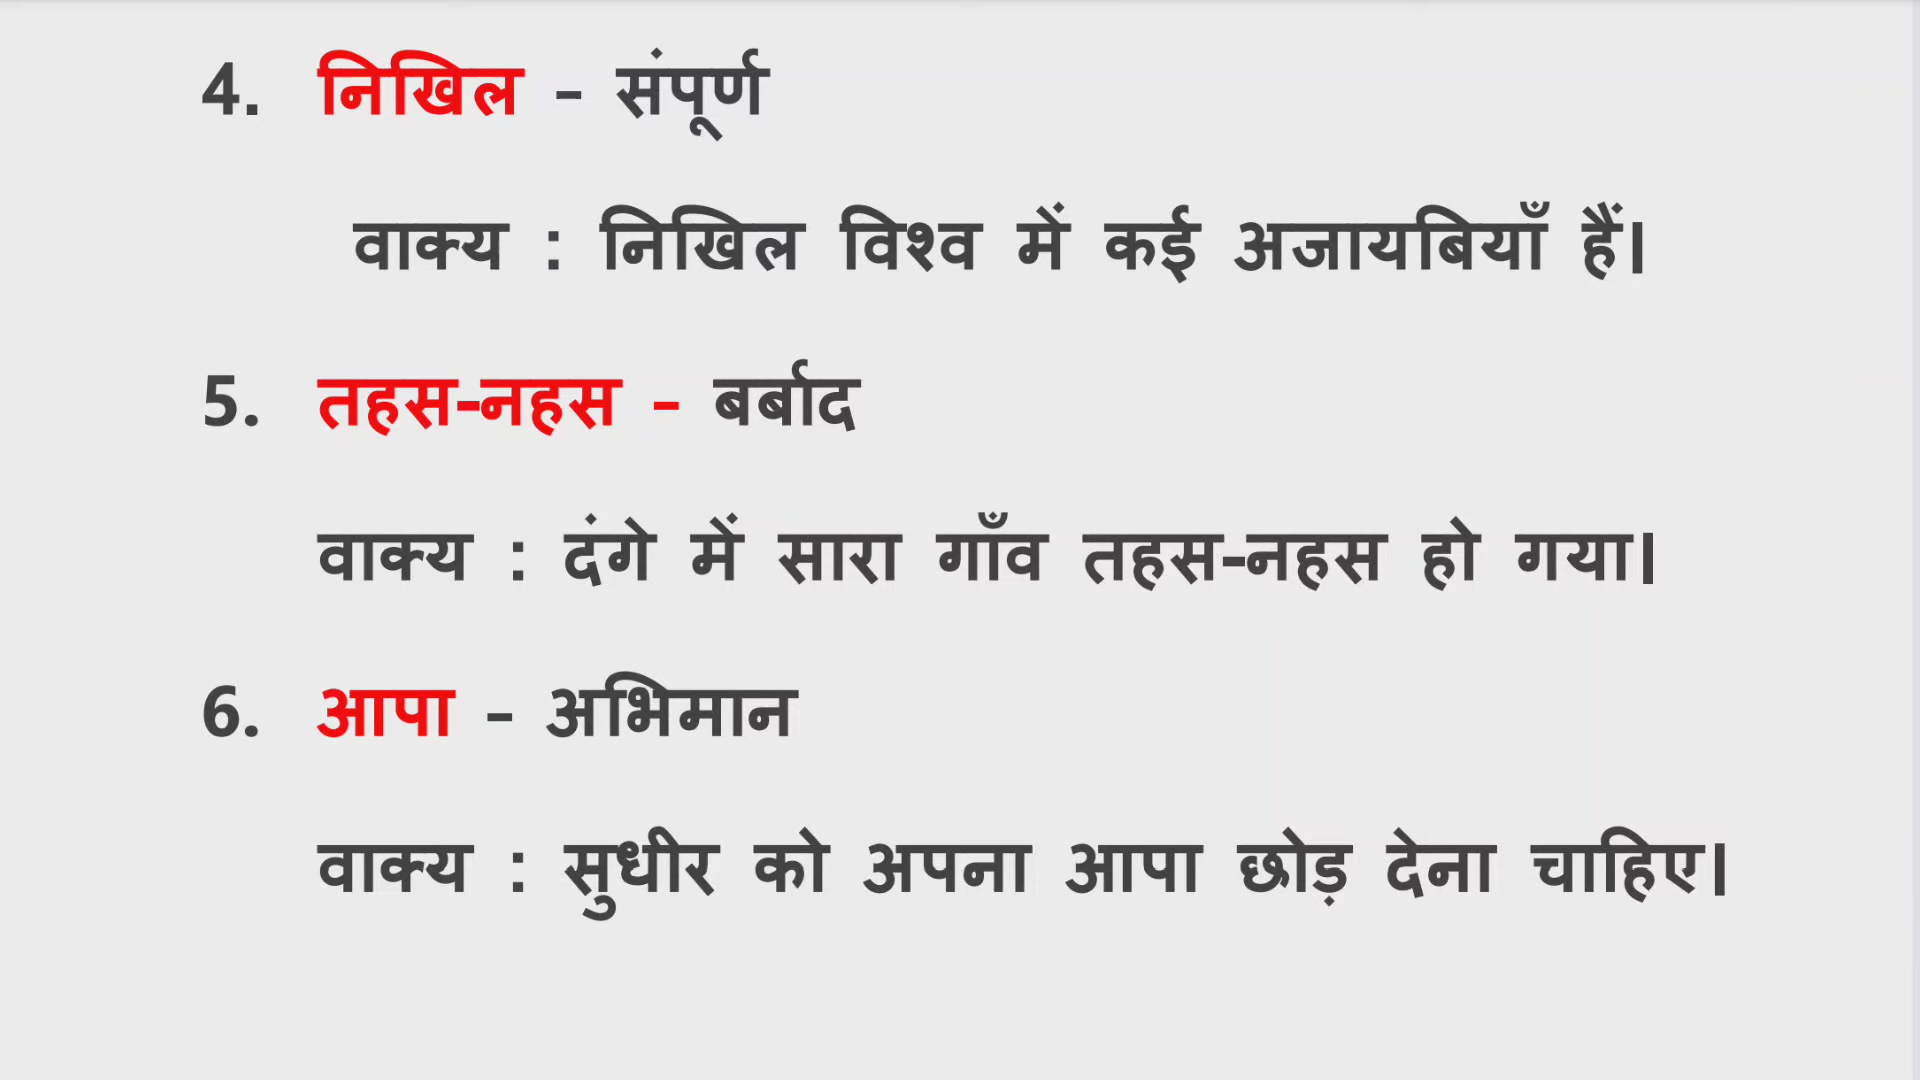 4. निखिल – संपूर्ण
वाक्य : निखिल विश्व में कई अजायबियाँ हैं।
5. तहस-नहस – बर्बाद
वाक्य : दंगे में सारा गाँव तहस-नहस हो गया।
6. आपा – अभिमान
वाक्य : सुधीर को अपना आपा छोड़ देना चाहिए।